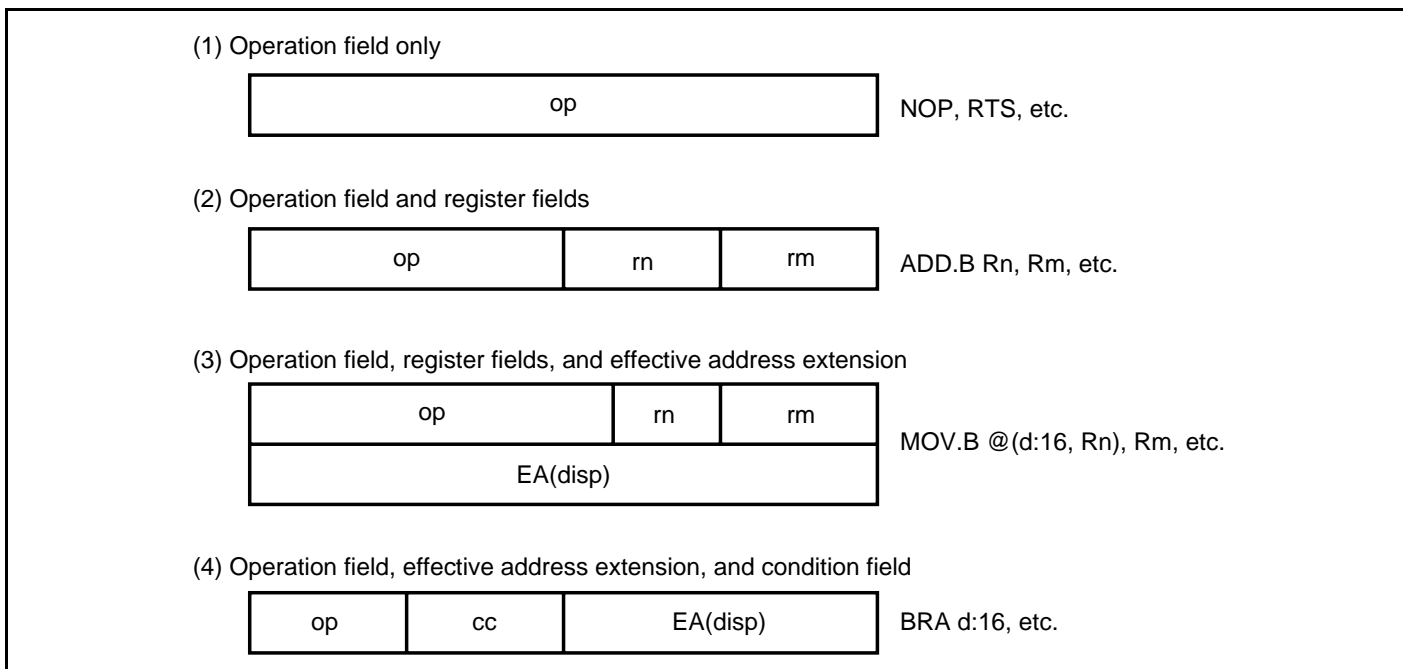 (1) Operation field only
op
NOP, RTS, etc.
(2) Operation field and register fields
op rn rm
ADD.B Rn, Rm, etc.
(3) Operation field, register fields, and effective address extension
op rn rm
EA(disp)
MOV.B @(d:16, Rn), Rm, etc.
(4) Operation field, effective address extension, and condition field
op cc EA(disp)
BRA d:16, etc.